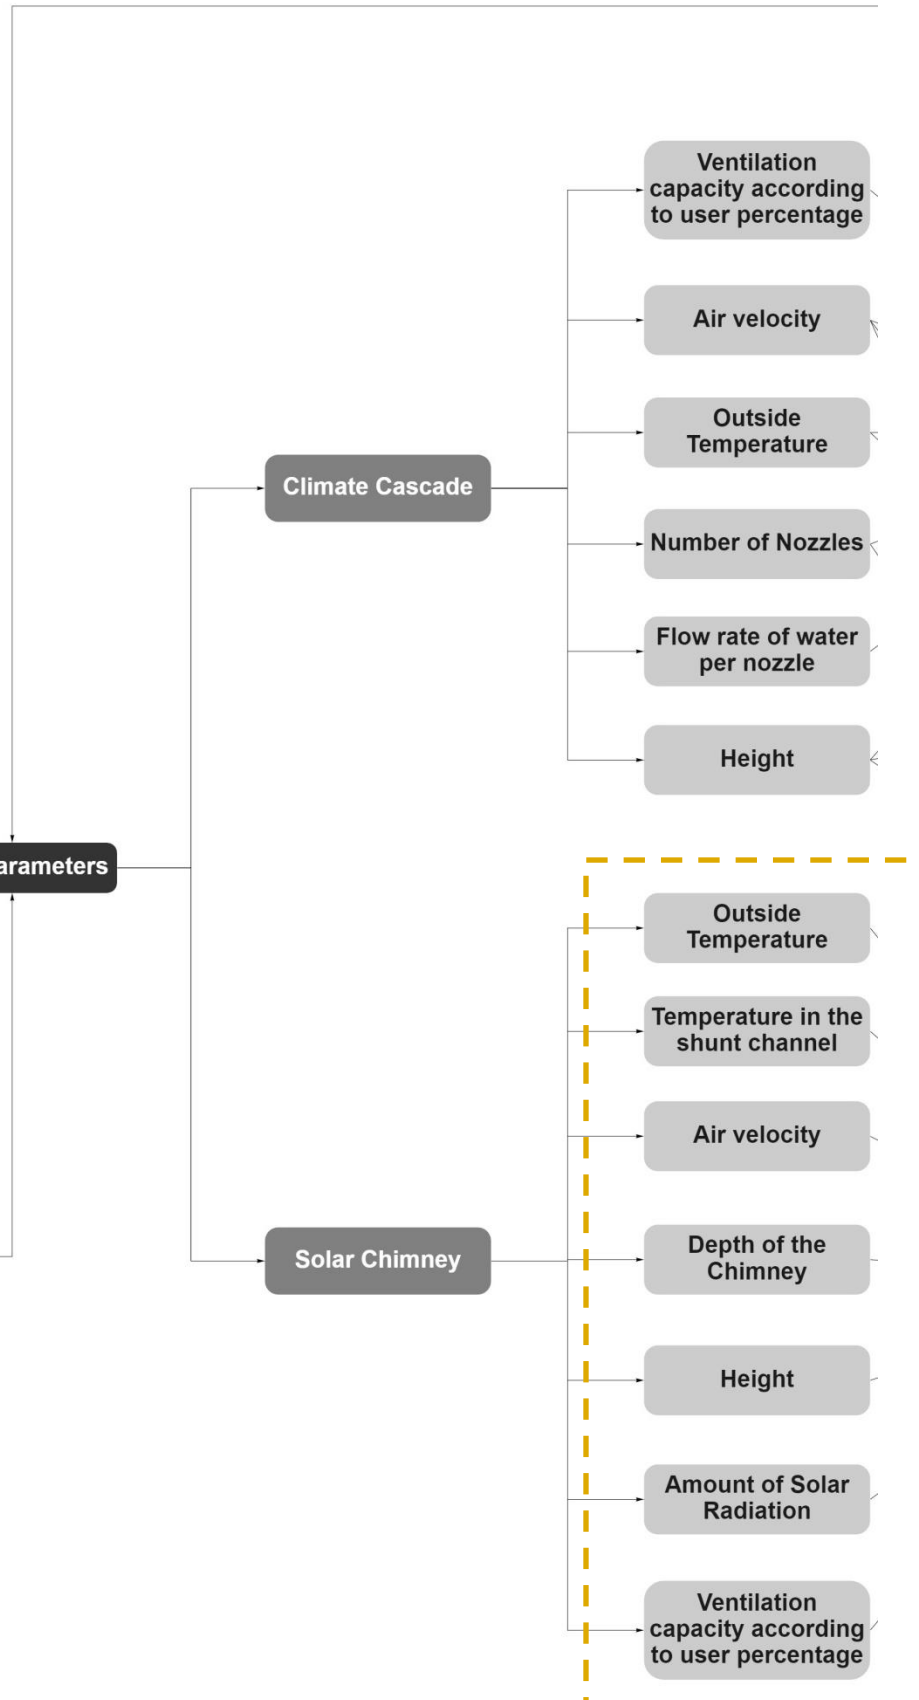 Ventilation
capacity according
to user percentage
Air velocity
Outside
Temperature
Climate Cascade
Number of Nozzles
Flow rate of water
per nozzle
Height
arameters
Outside
Temperature
Temperature in the
shunt channel
Air velocity
Solar Chimney
Depth of the
Chimney
Height
Amount of Solar
Radiation
Ventilation
capacity according
to user percentage